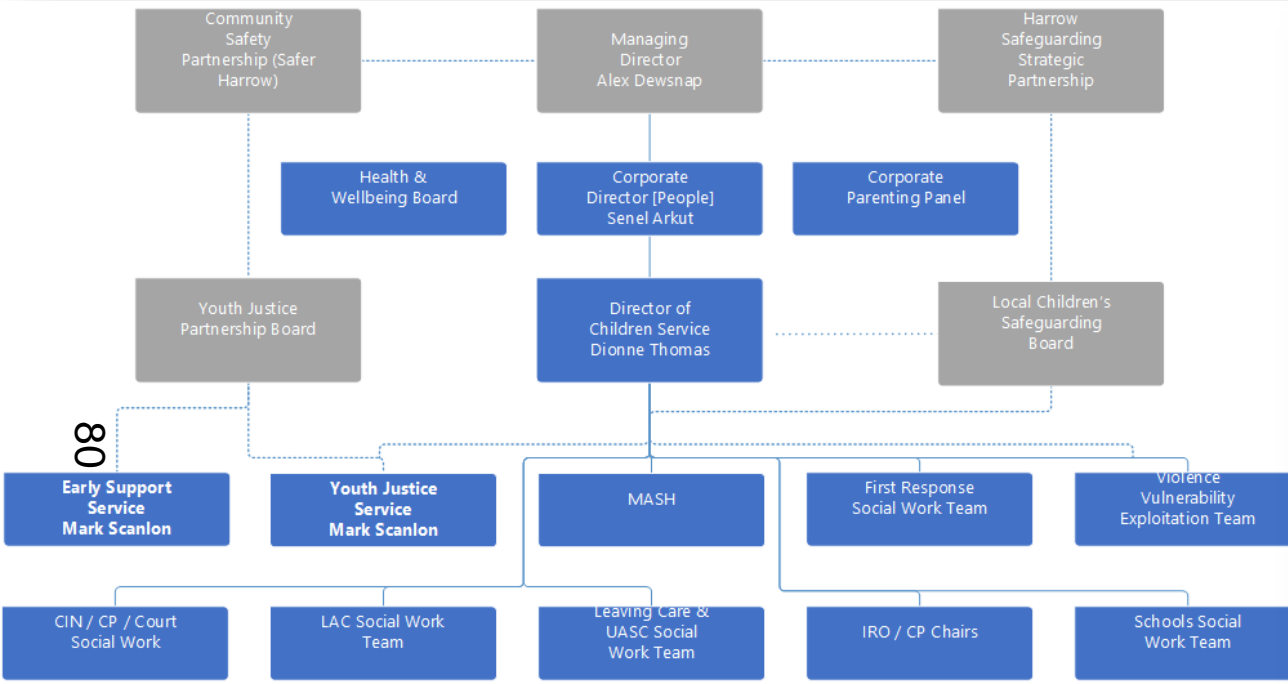 Community
Safety
Partnership (Safer
Harrow)
Managing
Director
Alex Dewsnap
Harrow
Safeguarding
Strategic
Partnership
Health &
Wellbeing Board
Corporate
Director [People]
Senel Arkut
Corporate
Parenting Panel
Youth Justice
Partnership Board
Director of
Children Service
Dionne Thomas
Local Children's
Safeguarding
Board
80
Early Support
Service
Mark Scanlon
Youth Justice
Service
Mark Scanlon
MASH
First Response
Social Work Team
Violence
Vulnerability
Exploitation Team
CIN / CP / Court
Social Work
LAC Social Work
Team
Leaving Care &
UASC Social
Work Team
IRO / CP Chairs
Schools Social
Work Team